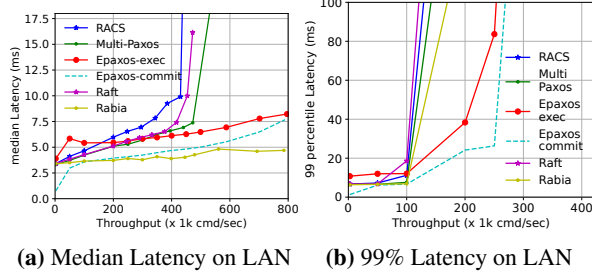 17.5
15.0
12.5
10.0
7.5
5.0
2.5
0.0
median Latency (ms)
RACS
Multi-Paxos
Epaxos-exec
Epaxos-commit
Raft
Rabia
0 200 400 600 800
Throughput (x 1k cmd/sec)
(a) Median Latency on LAN
100
80
60
40
20
0
99 percentile Latency (ms)
RACS
Multi
Paxos
Epaxos
exec
Epaxos
commit
Raft
Rabia
0 100 200 300 400
Throughput (x 1k cmd/sec)
(b) 99% Latency on LAN